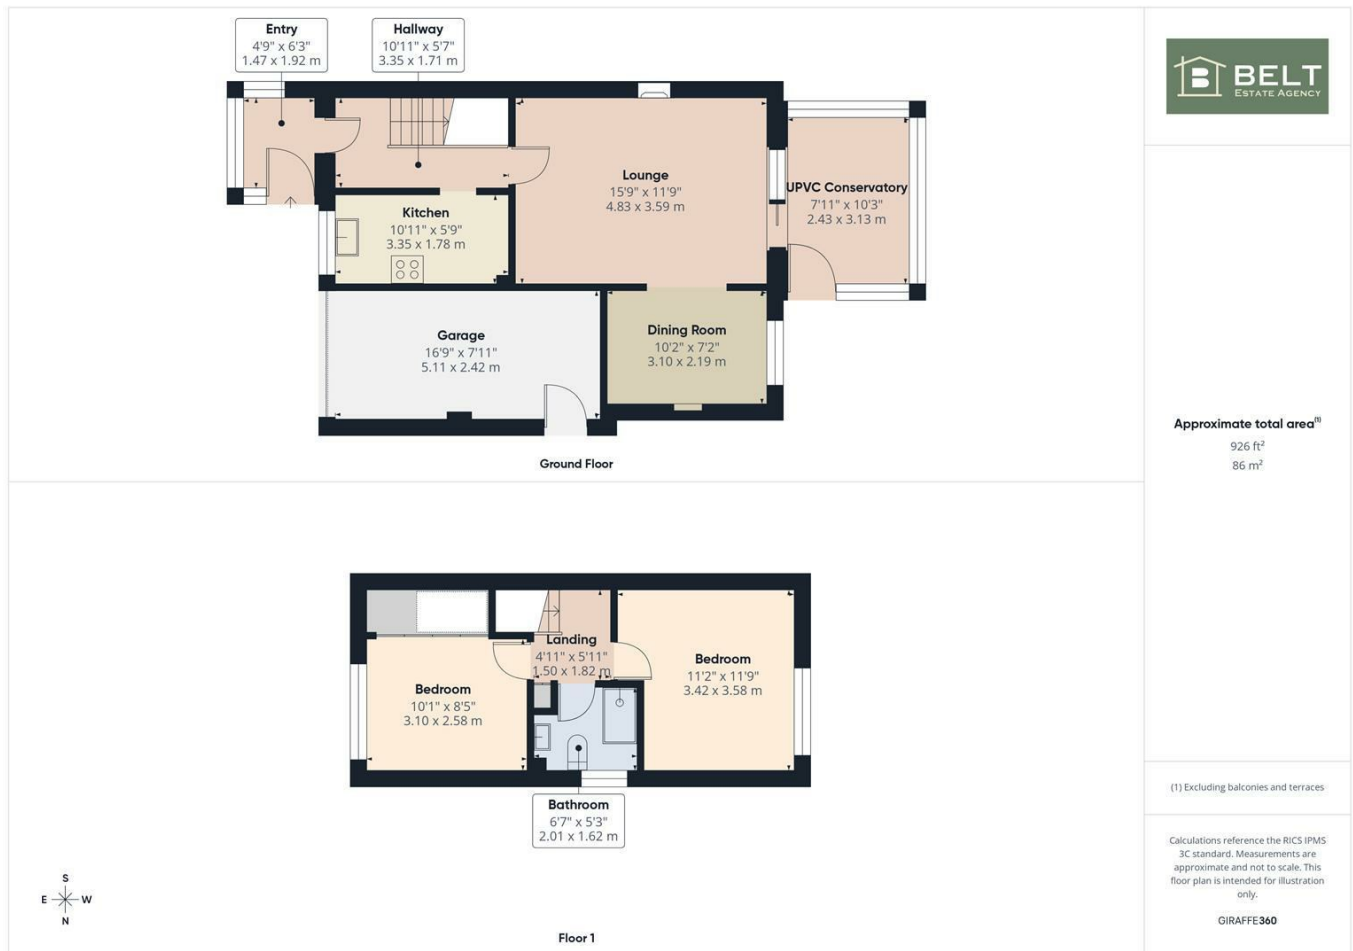 Entry
4'9" x 6'3"
1.47 x 1.92 m
Hallway
10'11" x 5'7"
3.35 x 1.71 m
Lounge
15'9" x 11'9"
4.83 x 3.59 m
UPVC Conservatory
7'11" x 10'3"
2.43 x 3.13 m
Kitchen
10'11" x 5'9"
3.35 x 1.78 m
Garage
16'9" x 7'11"
5.11 x 2.42 m
Dining Room
10'2" x 7'2"
3.10 x 2.19 m
Ground Floor
Landing
4'11" x 5'11"
1.50 x 1.82 m
Bedroom
10'1" x 8'5"
3.10 x 2.58 m
Bedroom
11'2" x 11'9"
3.42 x 3.58 m
Bathroom
6'7" x 5'3"
2.01 x 1.62 m
S
E W
N
Floor 1
B BELT
ESTATE AGENCY
Approximate total area(1)
926 ft²
86 m²
(1) Excluding balconies and terraces
Calculations reference the RICS IPMS
3C standard. Measurements are
approximate and not to scale. This
floor plan is intended for illustration
only.
GIRAFFE360